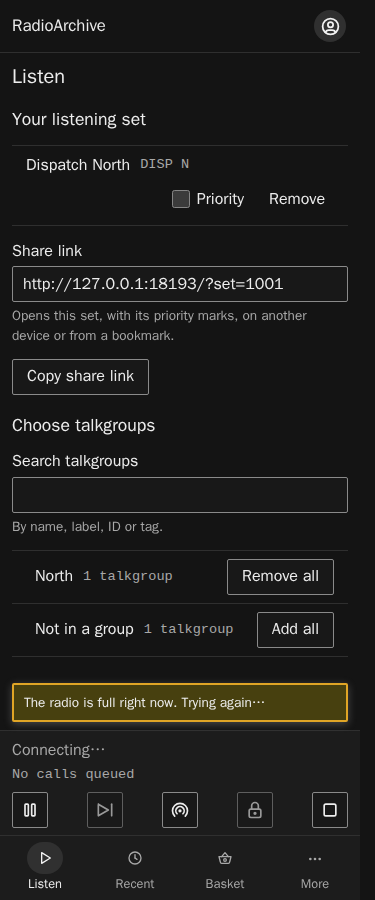 RadioArchive
Listen
Your listening set
Dispatch North DISP N
Priority Remove
Share link
http://127.0.0.1:18193/?set=1001
Opens this set, with its priority marks, on another
device or from a bookmark.
Copy share link
Choose talkgroups
Search talkgroups
By name, label, ID or tag.
North 1 talkgroup Remove all
Not in a group 1 talkgroup Add all
The radio is full right now. Trying again…
Connecting…
No calls queued
Listen Recent Basket More